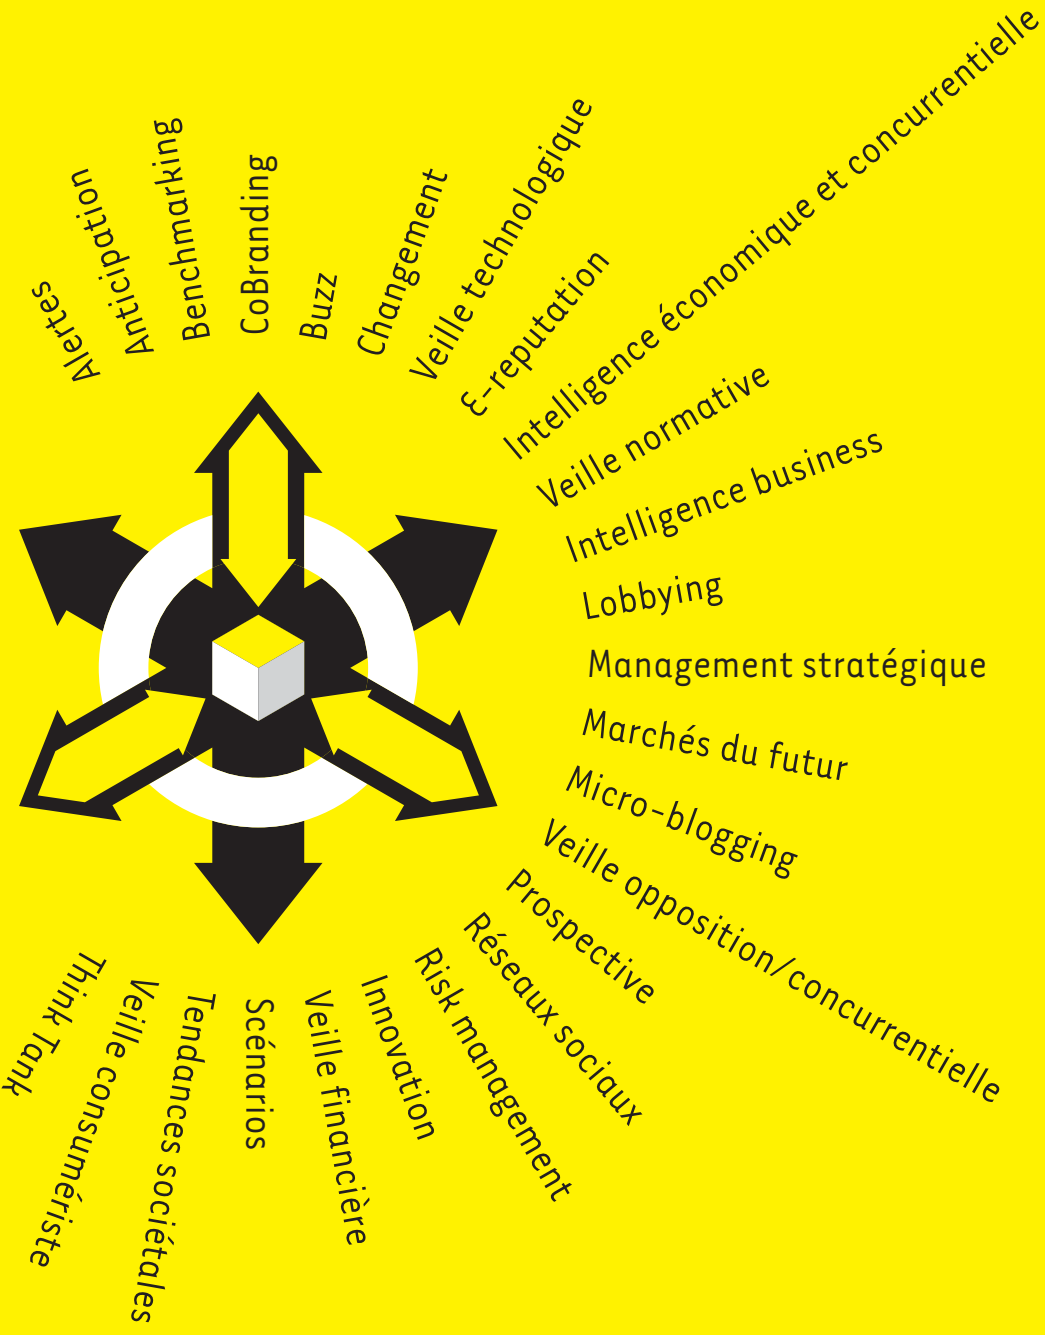 Alertes
Anticipation
Benchmarking
CoBranding
Buzz
Changement
Veille technologique
E-reputation
Intelligence économique et concurrentielle
Veille normative
Intelligence business
Lobbying
Management stratégique
Marchés du futur
Micro-blogging
Veille opposition/concurrentielle
Prospective
Réseaux sociaux
Risk management
Innovation
Veille financière
Scénarios
Tendances sociétales
Veille consumériste
Think Tank